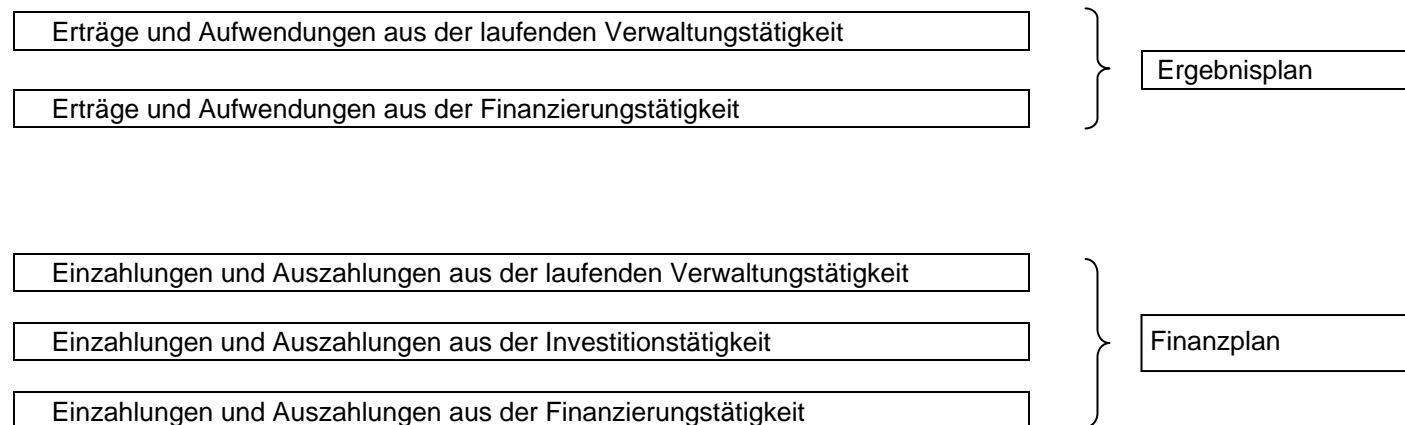 Erträge und Aufwendungen aus der laufenden Verwaltungstätigkeit
Erträge und Aufwendungen aus der Finanzierungstätigkeit
Ergebnisplan
Einzahlungen und Auszahlungen aus der laufenden Verwaltungstätigkeit
Einzahlungen und Auszahlungen aus der Investitionstätigkeit
Einzahlungen und Auszahlungen aus der Finanzierungstätigkeit
Finanzplan